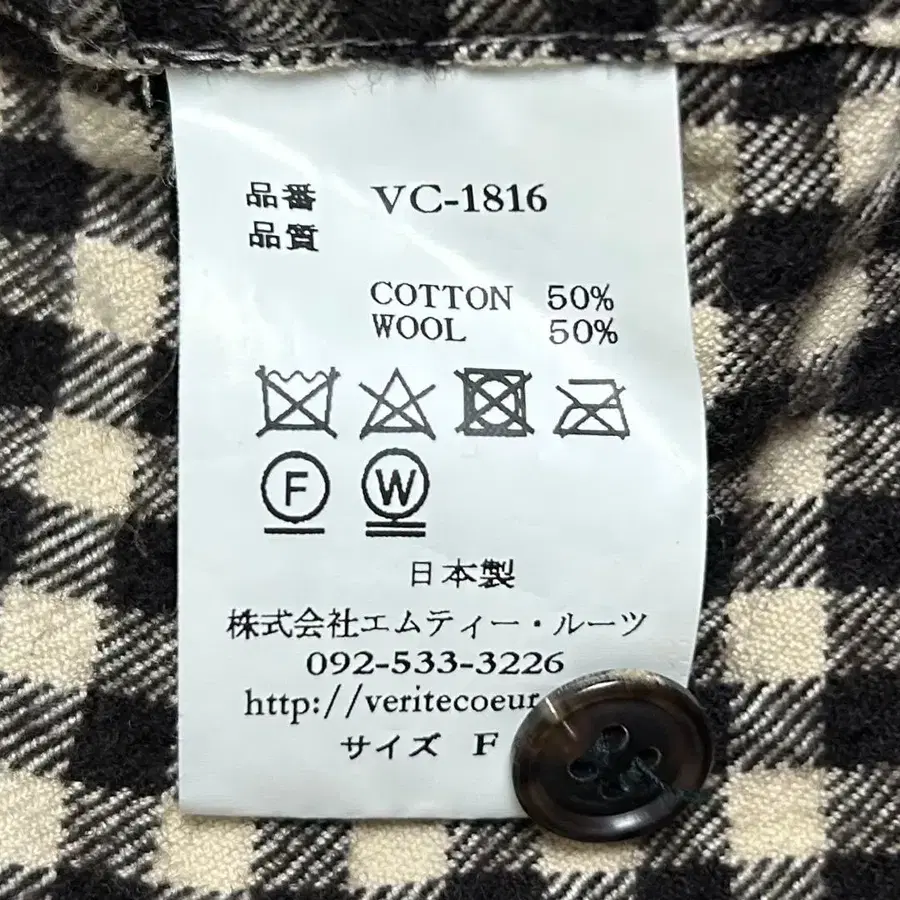 品番 VC-1816
品質
COTTON 50%
WOOL 50%
F W
日本製
株式会社エムティー・ルーツ
092-533-3226
http://veritecoeur
サイズ F